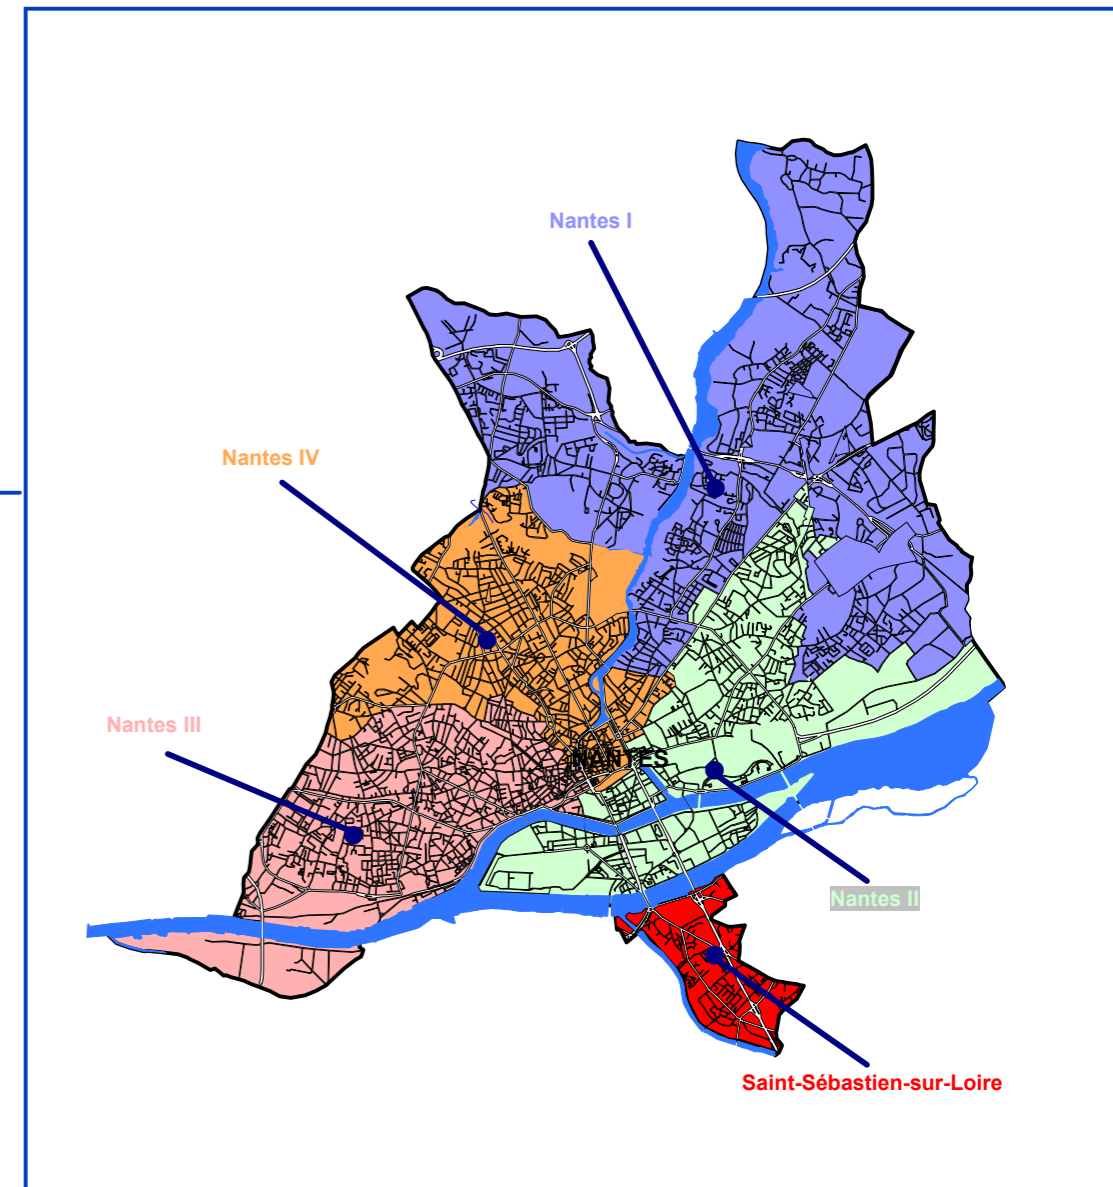 Nantes I
Nantes IV
Nantes III
NANTES
Nantes II
Saint-Sébastien-sur-Loire